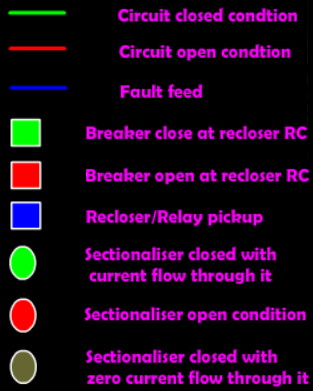 Circuit closed condtion
Circuit open condtion
Fault feed
Breaker close at recloser RC
Breaker open at recloser RC
Recloser/Relay pickup
Sectionaliser closed with
current flow through it
Sectionaliser open condition
Sectionaliser closed with
zero current flow through it